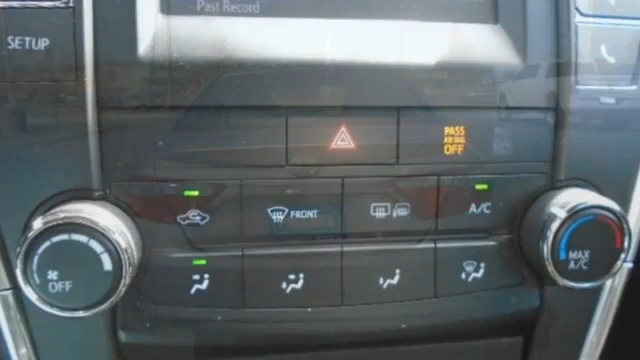 Past Record
SETUP
PASS
AIR BAG
OFF
FRONT
A/C
OFF
MAX
A/C